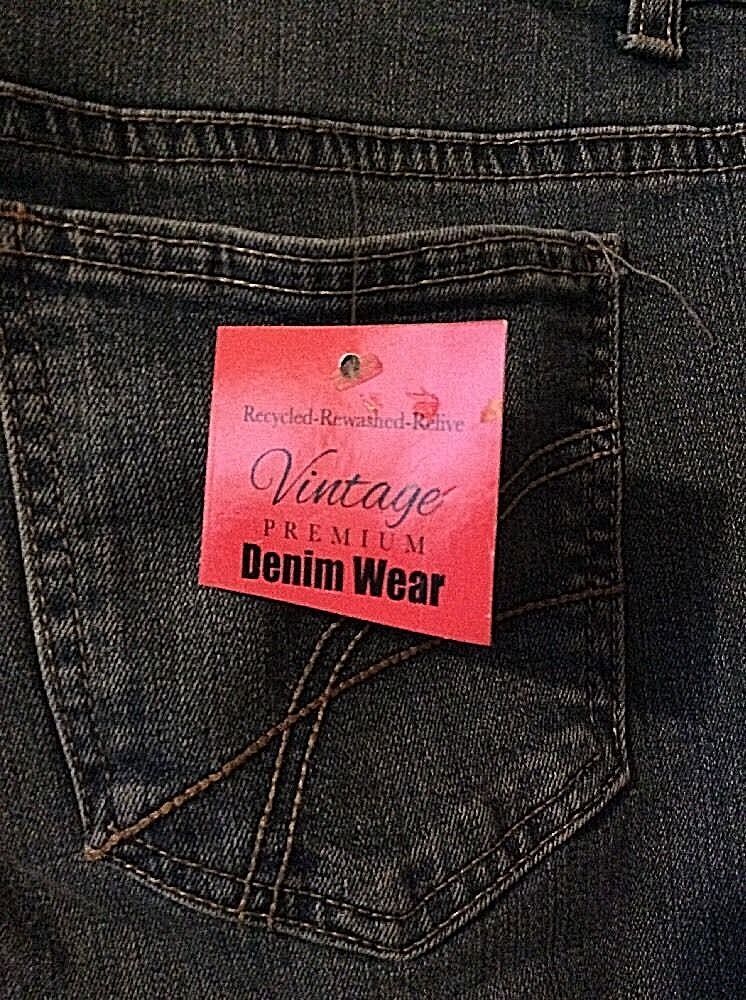 Recycled-Rewashed-Relive
Vintage
PREMIUM
Denim Wear